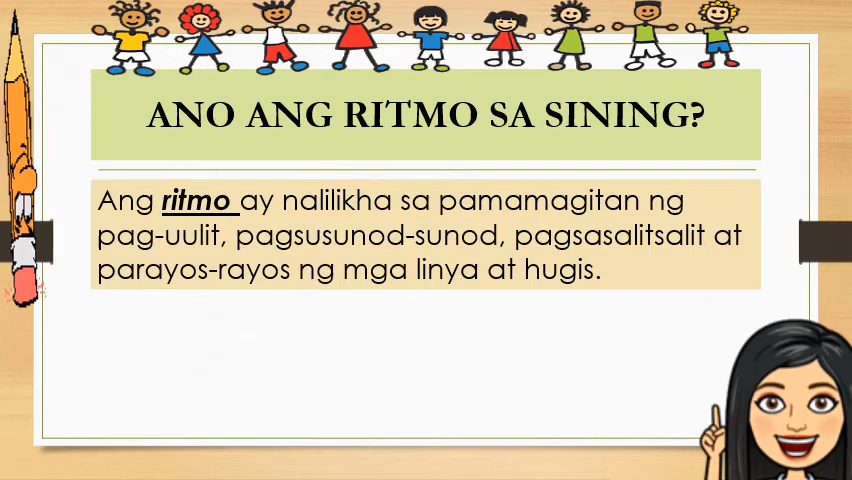 ANO ANG RITMO SA SINING?
Ang ritmo ay nalilikha sa pamamagitan ng
pag-uulit, pagsusunod-sunod, pagsasalitsalit at
parayos-rayos ng mga linya at hugis.